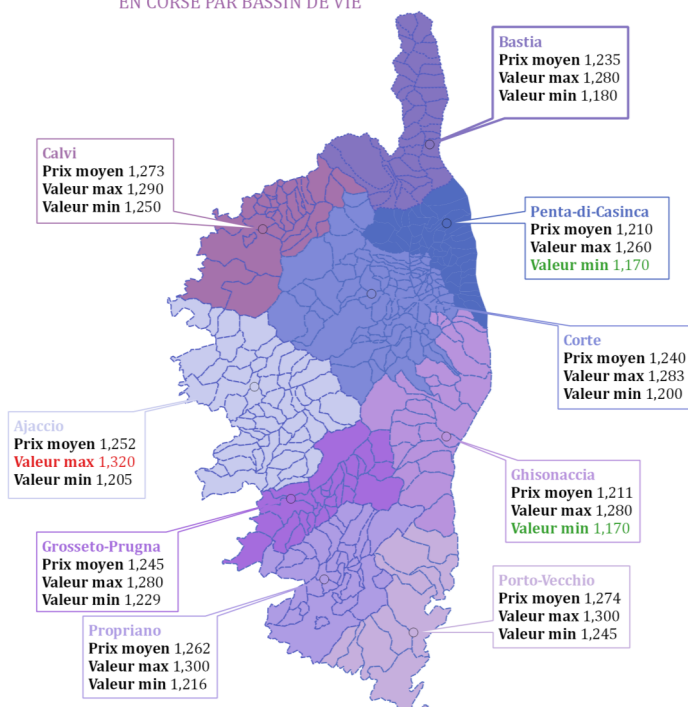 EN CORSE PAR BASSIN DE VIE
Bastia
Prix moyen 1,235
Valeur max 1,280
Valeur min 1,180
Calvi
Prix moyen 1,273
Valeur max 1,290
Valeur min 1,250
Penta-di-Casinca
Prix moyen 1,210
Valeur max 1,260
Valeur min 1,170
Corte
Prix moyen 1,240
Valeur max 1,283
Valeur min 1,200
Ajaccio
Prix moyen 1,252
Valeur max 1,320
Valeur min 1,205
Ghisonaccia
Prix moyen 1,211
Valeur max 1,280
Valeur min 1,170
Grosseto-Prugna
Prix moyen 1,245
Valeur max 1,280
Valeur min 1,229
Porto-Vecchio
Prix moyen 1,274
Valeur max 1,300
Valeur min 1,245
Propriano
Prix moyen 1,262
Valeur max 1,300
Valeur min 1,216